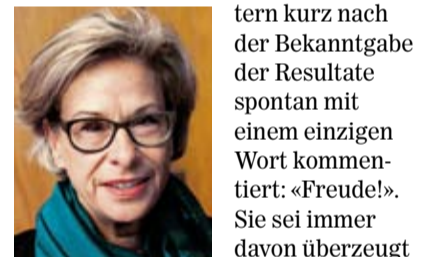 tern kurz nach
der Bekanntgabe
der Resultate
spontan mit
einem einzigen
Wort kommen-
tiert: «Freude!».
Sie sei immer
davon überzeugt